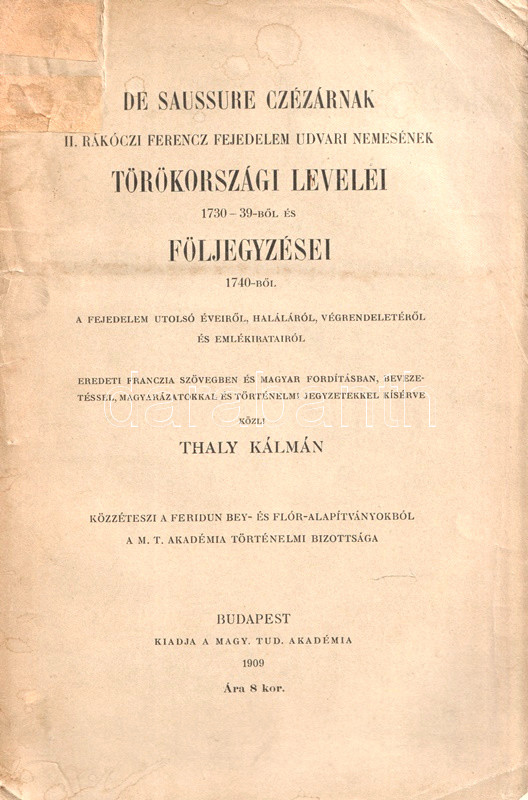 DE SAUSSURE CZÉZÁRNAK
II. RÁKÓCZI FERENCZ FEJEDELEM UDVARI NEMESÉNEK
TÖRÖKORSZÁGI LEVELEI
1730–39-BŐL ÉS
FÖLJEGYZÉSEI
1740-BŐL
A FEJEDELEM UTOLSÓ ÉVEIRŐL, HALÁLÁRÓL, VÉGRENDELETÉRŐL
ÉS EMLÉKIRATAIRÓL
EREDETI FRANCZIA SZÖVEGBEN ÉS MAGYAR FORDÍTÁSBAN, BEVEZE-
TÉSSEL, MAGYARÁZATOKKAL ÉS TÖRTÉNELMI JEGYZETEKKEL KÍSÉRVE
KÖZLI
darabanth
THALY KÁLMÁN
KÖZZÉTESZI A FERIDUN BEY- ÉS FLÓR-ALAPÍTVÁNYOKBÓL
A M. T. AKADÉMIA TÖRTÉNELMI BIZOTTSÁGA
BUDAPEST
KIADJA A MAGY. TUD. AKADÉMIA
1909
Ára 8 kor.